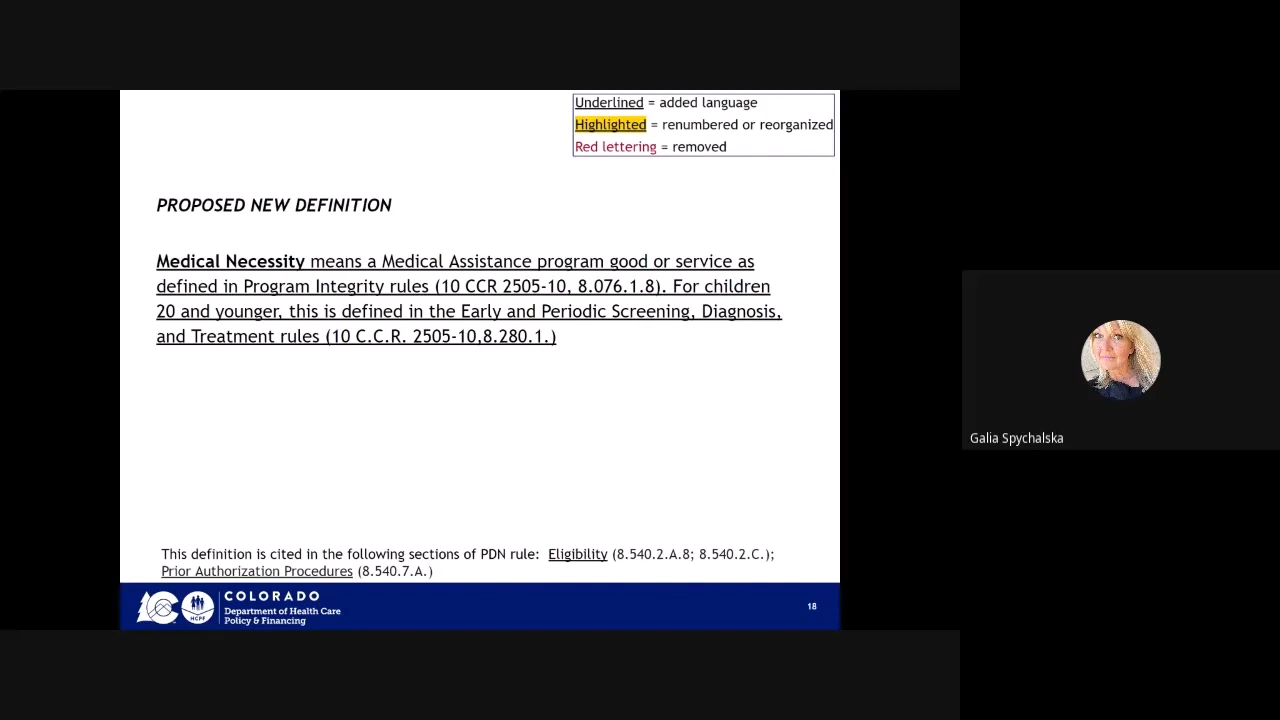 Underlined = added language
Highlighted = renumbered or reorganized
Red lettering = removed
PROPOSED NEW DEFINITION
Medical Necessity means a Medical Assistance program good or service as
defined in Program Integrity rules (10 CCR 2505-10, 8.076.1.8). For children
20 and younger, this is defined in the Early and Periodic Screening, Diagnosis,
and Treatment rules (10 C.C.R. 2505-10,8.280.1.)
Galia Spychalska
This definition is cited in the following sections of PDN rule: Eligibility (8.540.2.A.8; 8.540.2.C.);
Prior Authorization Procedures (8.540.7.A.)
HCPF
COLORADO
Department of Health Care
Policy & Financing
18